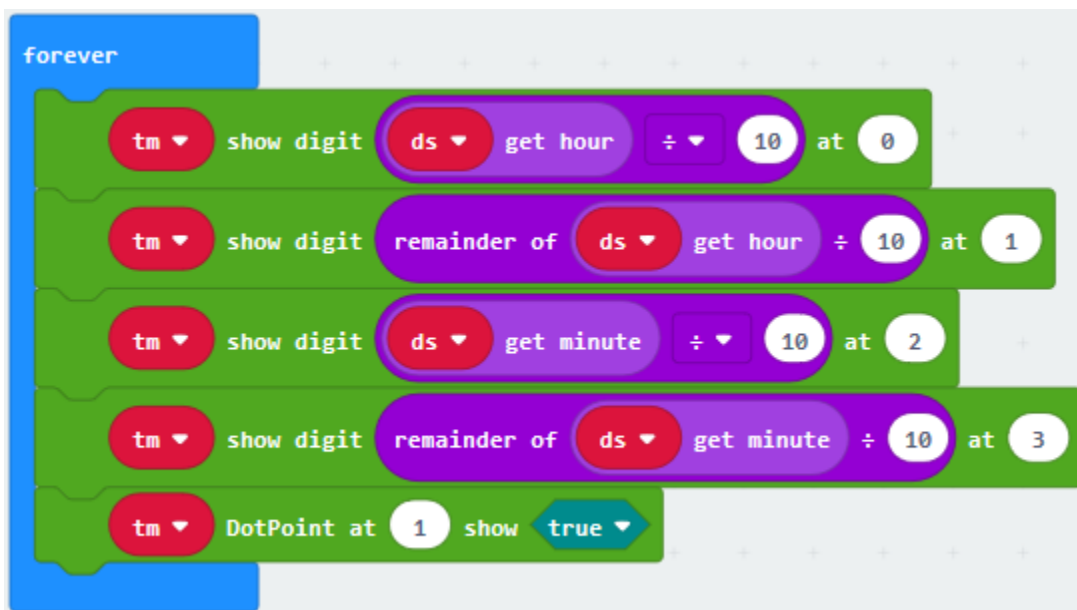 forever
tm show digit ds get hour ÷ 10 at 0
tm show digit remainder of ds get hour ÷ 10 at 1
tm show digit ds get minute ÷ 10 at 2
tm show digit remainder of ds get minute ÷ 10 at 3
tm DotPoint at 1 show true